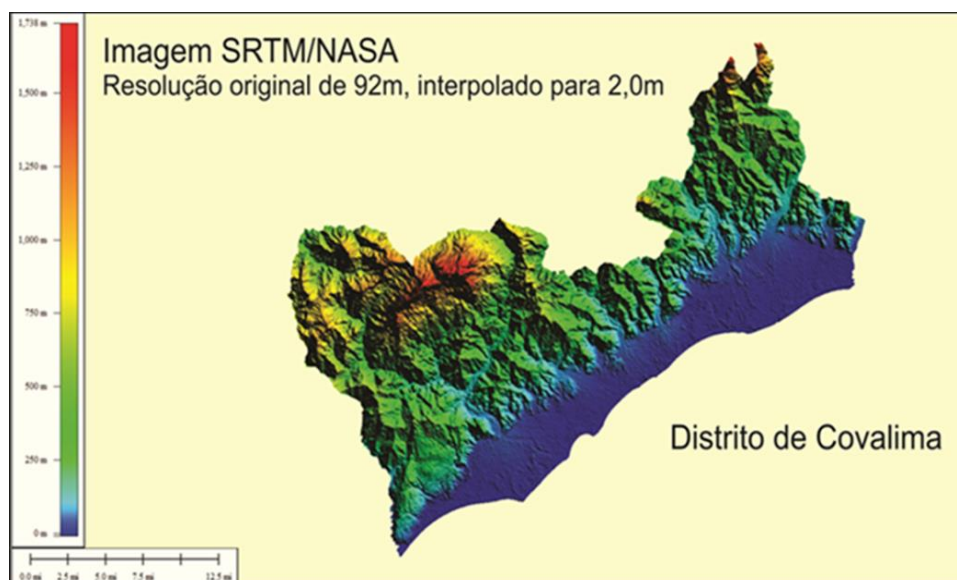 1,738 m
Imagem SRTM/NASA
Resolução original de 92m, interpolado para 2,0m
1,500 m
1,250 m
1,000 m
750 m
500 m
250 m
0 m
Distrito de Covalima
0.0 mi 2.5 mi 5.0 mi 7.5 mi 12.5 mi